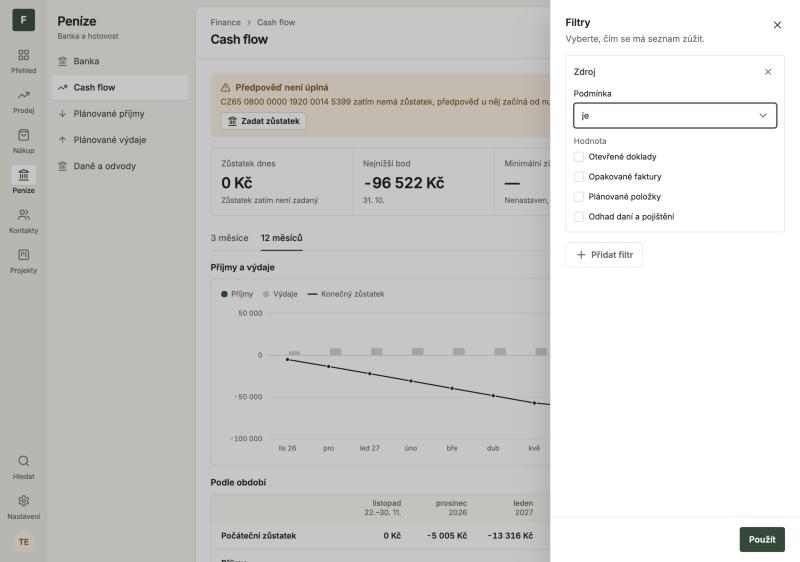 F
Přehled
Prodej
Nákup
Peníze
Kontakty
Projekty
Hledat
Nastavení
TE
Peníze
Banka a hotovost
Banka
Cash flow
Plánované příjmy
Plánované výdaje
Daně a odvody
Finance > Cash flow
Cash flow
Předpověď není úplná
CZ65 0800 0000 1920 0014 5399 zatím nemá zůstatek, předpověď u něj začíná od nu
Zadat zůstatek
Zůstatek dnes
0 Kč
Zůstatek zatím není zadaný
Nejnižší bod
-96 522 Kč
31. 10.
Minimální zů
—
Nenastaven,
3 měsíce 12 měsíců
Příjmy a výdaje
Příjmy Výdaje Konečný zůstatek
50 000
0
−50 000
−100 000
lis 26 pro led 27 úno bře dub kvě
Podle období
listopad prosinec leden
22.–30. 11. 2026 2027
Počáteční zůstatek 0 Kč -5 005 Kč -13 316 Kč
Filtry
Vyberte, čím se má seznam zúžit.
Zdroj
Podmínka
je
Hodnota
Otevřené doklady
Opakované faktury
Plánované položky
Odhad daní a pojištění
Přidat filtr
Použít